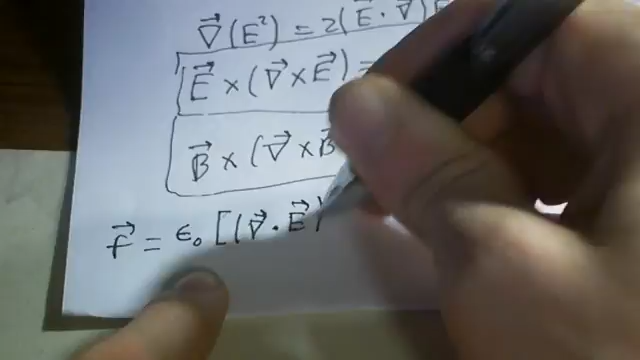 ∇⃗(E²) = 2(E⃗ · ∇⃗)E
E⃗ × (∇⃗ × E⃗) =
B⃗ × (∇⃗ × B
f⃗ = ε₀ [(∇⃗ · E⃗)